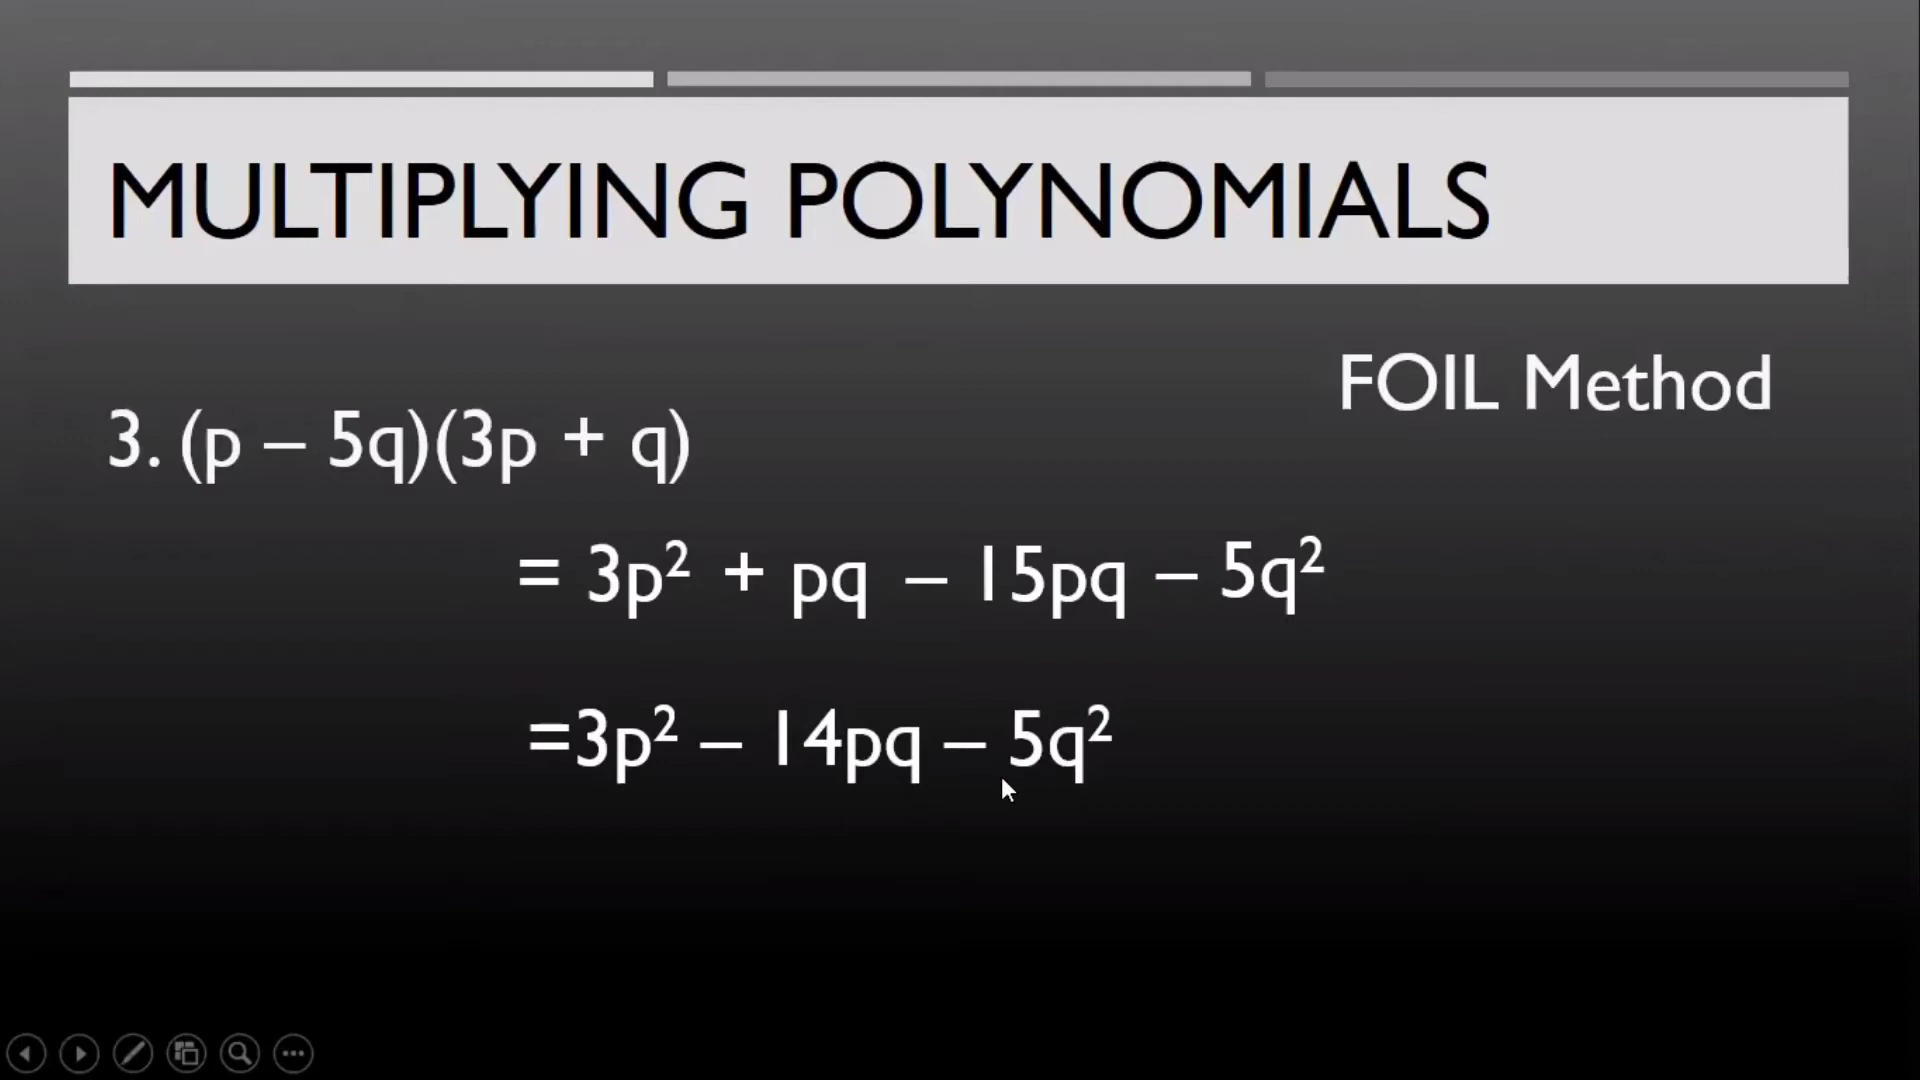 MULTIPLYING POLYNOMIALS
FOIL Method
3. (p – 5q)(3p + q)
= 3p² + pq – 15pq – 5q²
=3p² – 14pq – 5q²